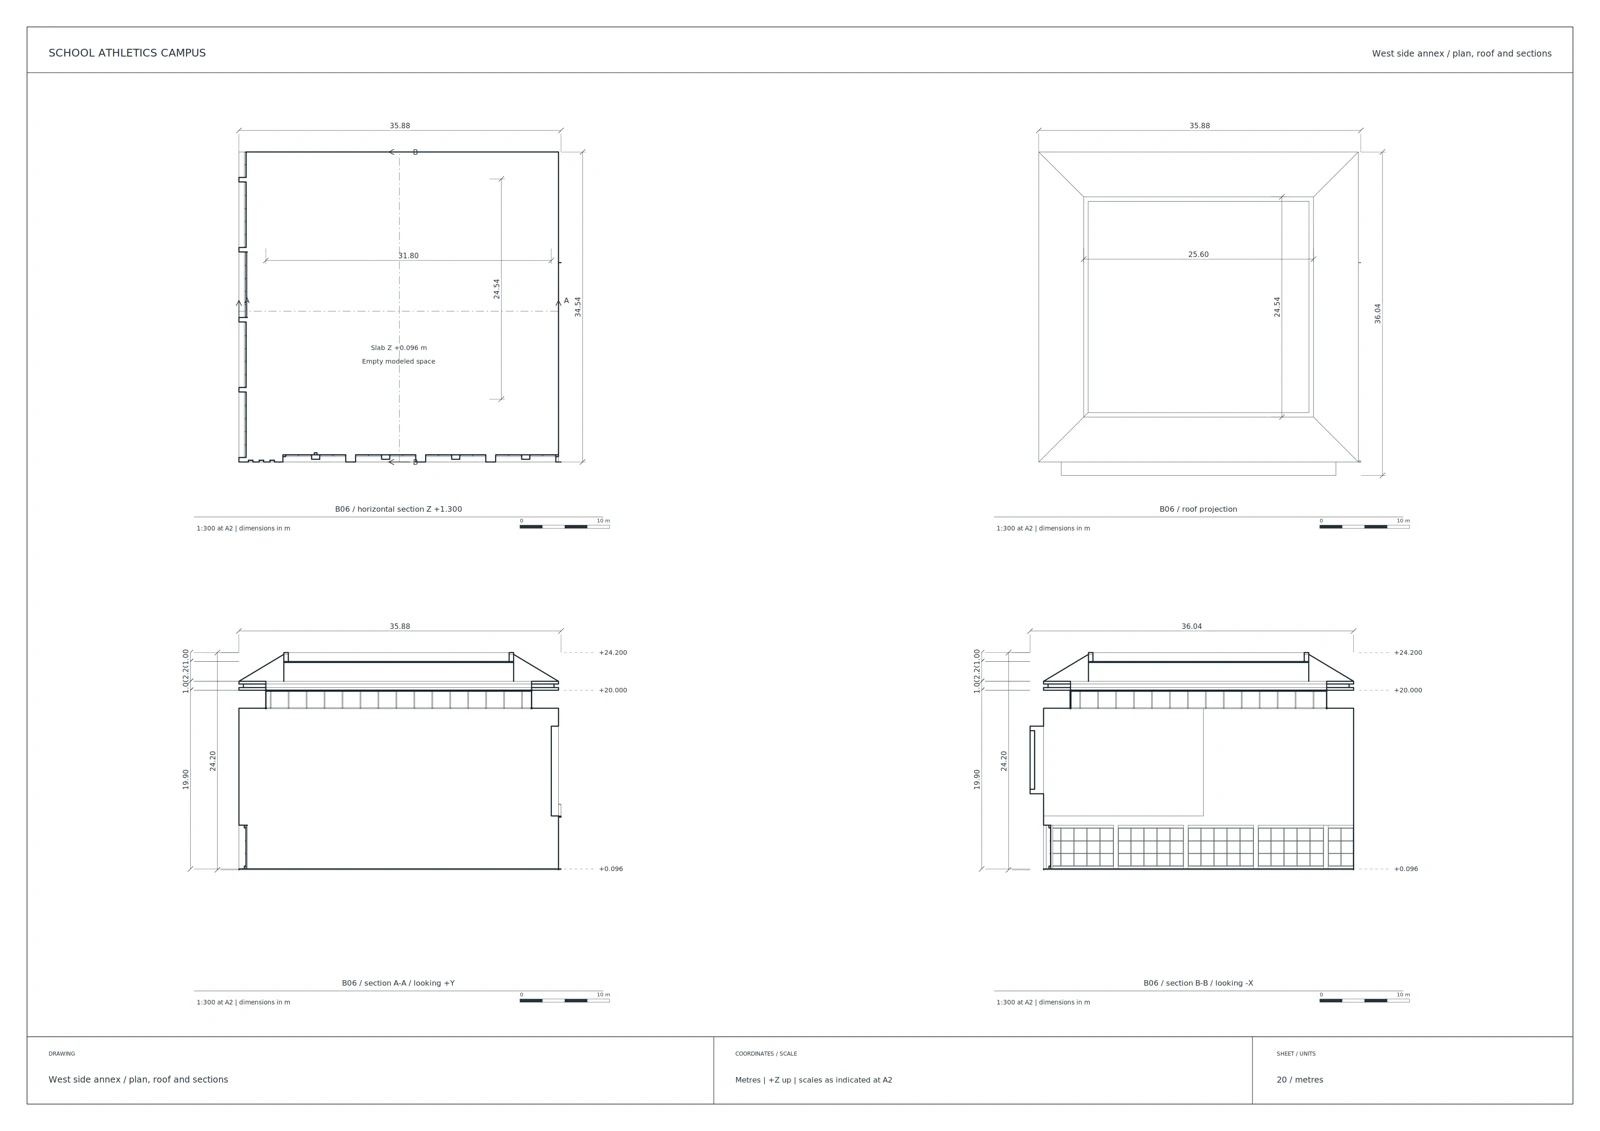 SCHOOL ATHLETICS CAMPUS
West side annex / plan, roof and sections
35.88
B
31.80
24.54
34.54
A
A
Slab Z +0.096 m
Empty modeled space
B
B06 / horizontal section Z +1.300
1:300 at A2 | dimensions in m
0
10 m
35.88
25.60
24.54
36.04
B06 / roof projection
1:300 at A2 | dimensions in m
0
10 m
35.88
1.00
2.20
1.00
19.90
24.20
+24.200
+20.000
+0.096
B06 / section A-A / looking +Y
1:300 at A2 | dimensions in m
0
10 m
36.04
1.00
2.20
1.00
19.90
24.20
+24.200
+20.000
+0.096
B06 / section B-B / looking -X
1:300 at A2 | dimensions in m
0
10 m
DRAWING
West side annex / plan, roof and sections
COORDINATES / SCALE
Metres | +Z up | scales as indicated at A2
SHEET / UNITS
20 / metres